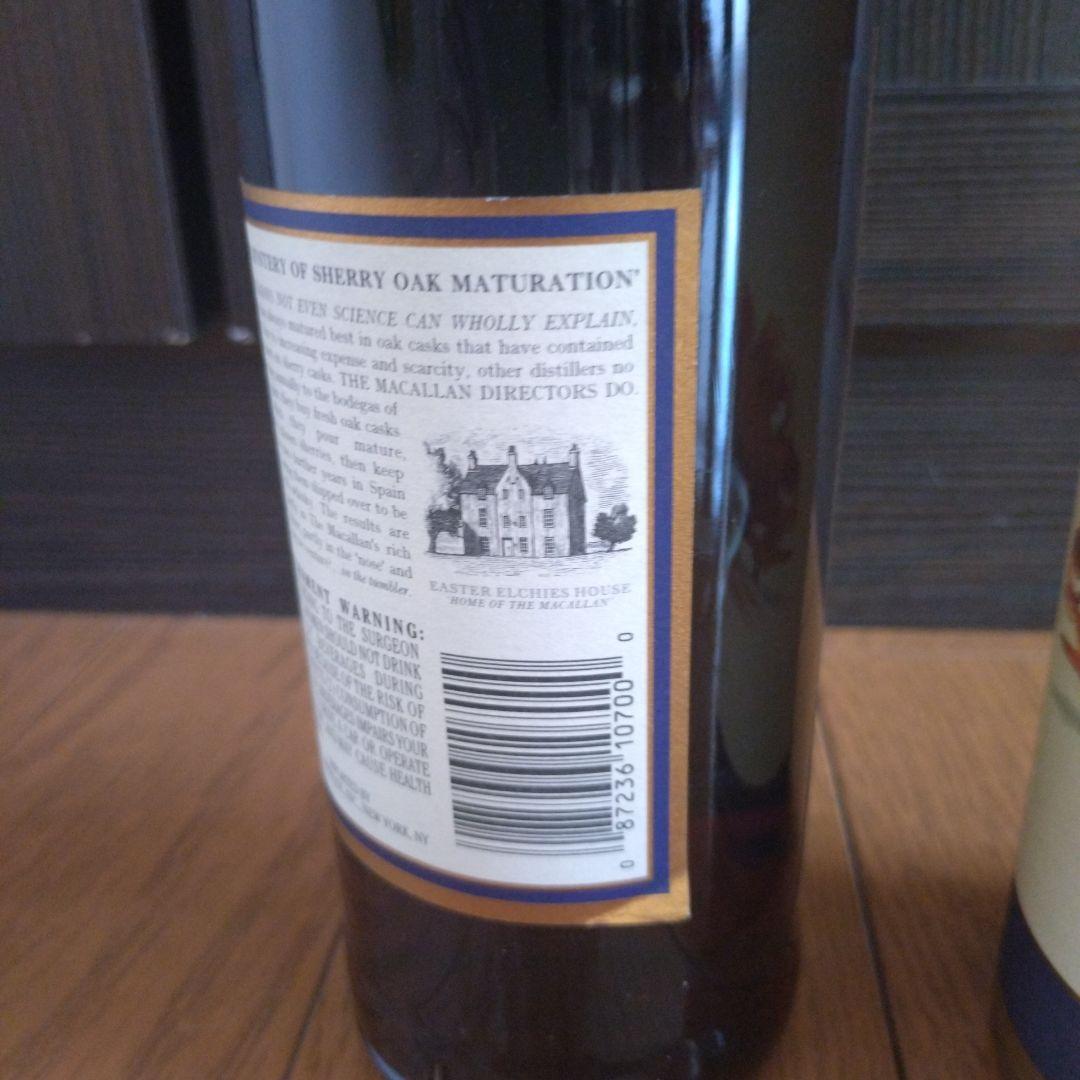 OF SHERRY OAK MATURATION"
NOT EVEN SCIENCE CAN WHOLLY EXPLAIN,
matured best in oak casks that have contained
increasing expense and scarcity, other distillers no
sherry casks. THE MACALLAN DIRECTORS DO.
to the bodegas of
they buy fresh oak casks
they pour mature,
sherries, then keep
years in Spain
shipped over to be
The results are
The Macallan's rich
in the 'nose' and
in the tumbler.
EASTER ELCHIES HOUSE
'HOME OF THE MACALLAN'
WARNING:
TO THE SURGEON
SHOULD NOT DRINK
BEVERAGES DURING
OF THE RISK OF
CONSUMPTION OF
IMPAIRS YOUR
CAR OR OPERATE
MAY CAUSE HEALTH
NEW YORK, NY
0 87236 10700 0